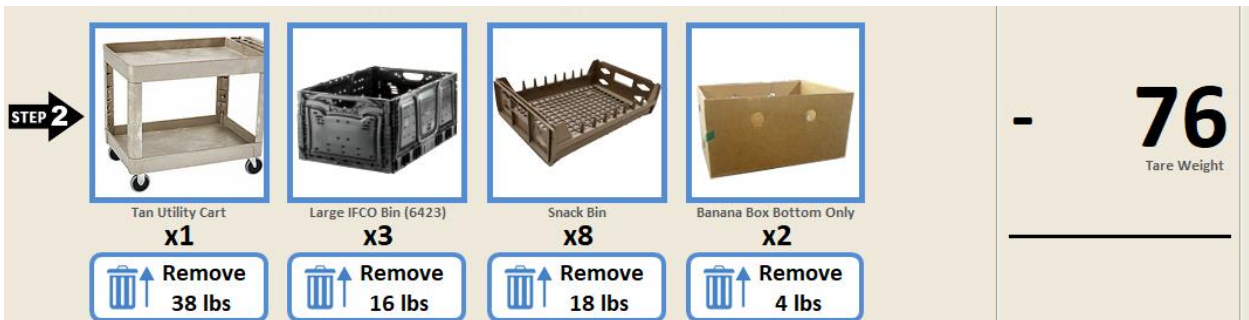 STEP 2
Tan Utility Cart
x1
Remove
38 lbs
Large IFCO Bin (6423)
x3
Remove
16 lbs
Snack Bin
x8
Remove
18 lbs
Banana Box Bottom Only
x2
Remove
4 lbs
- 76
Tare Weight